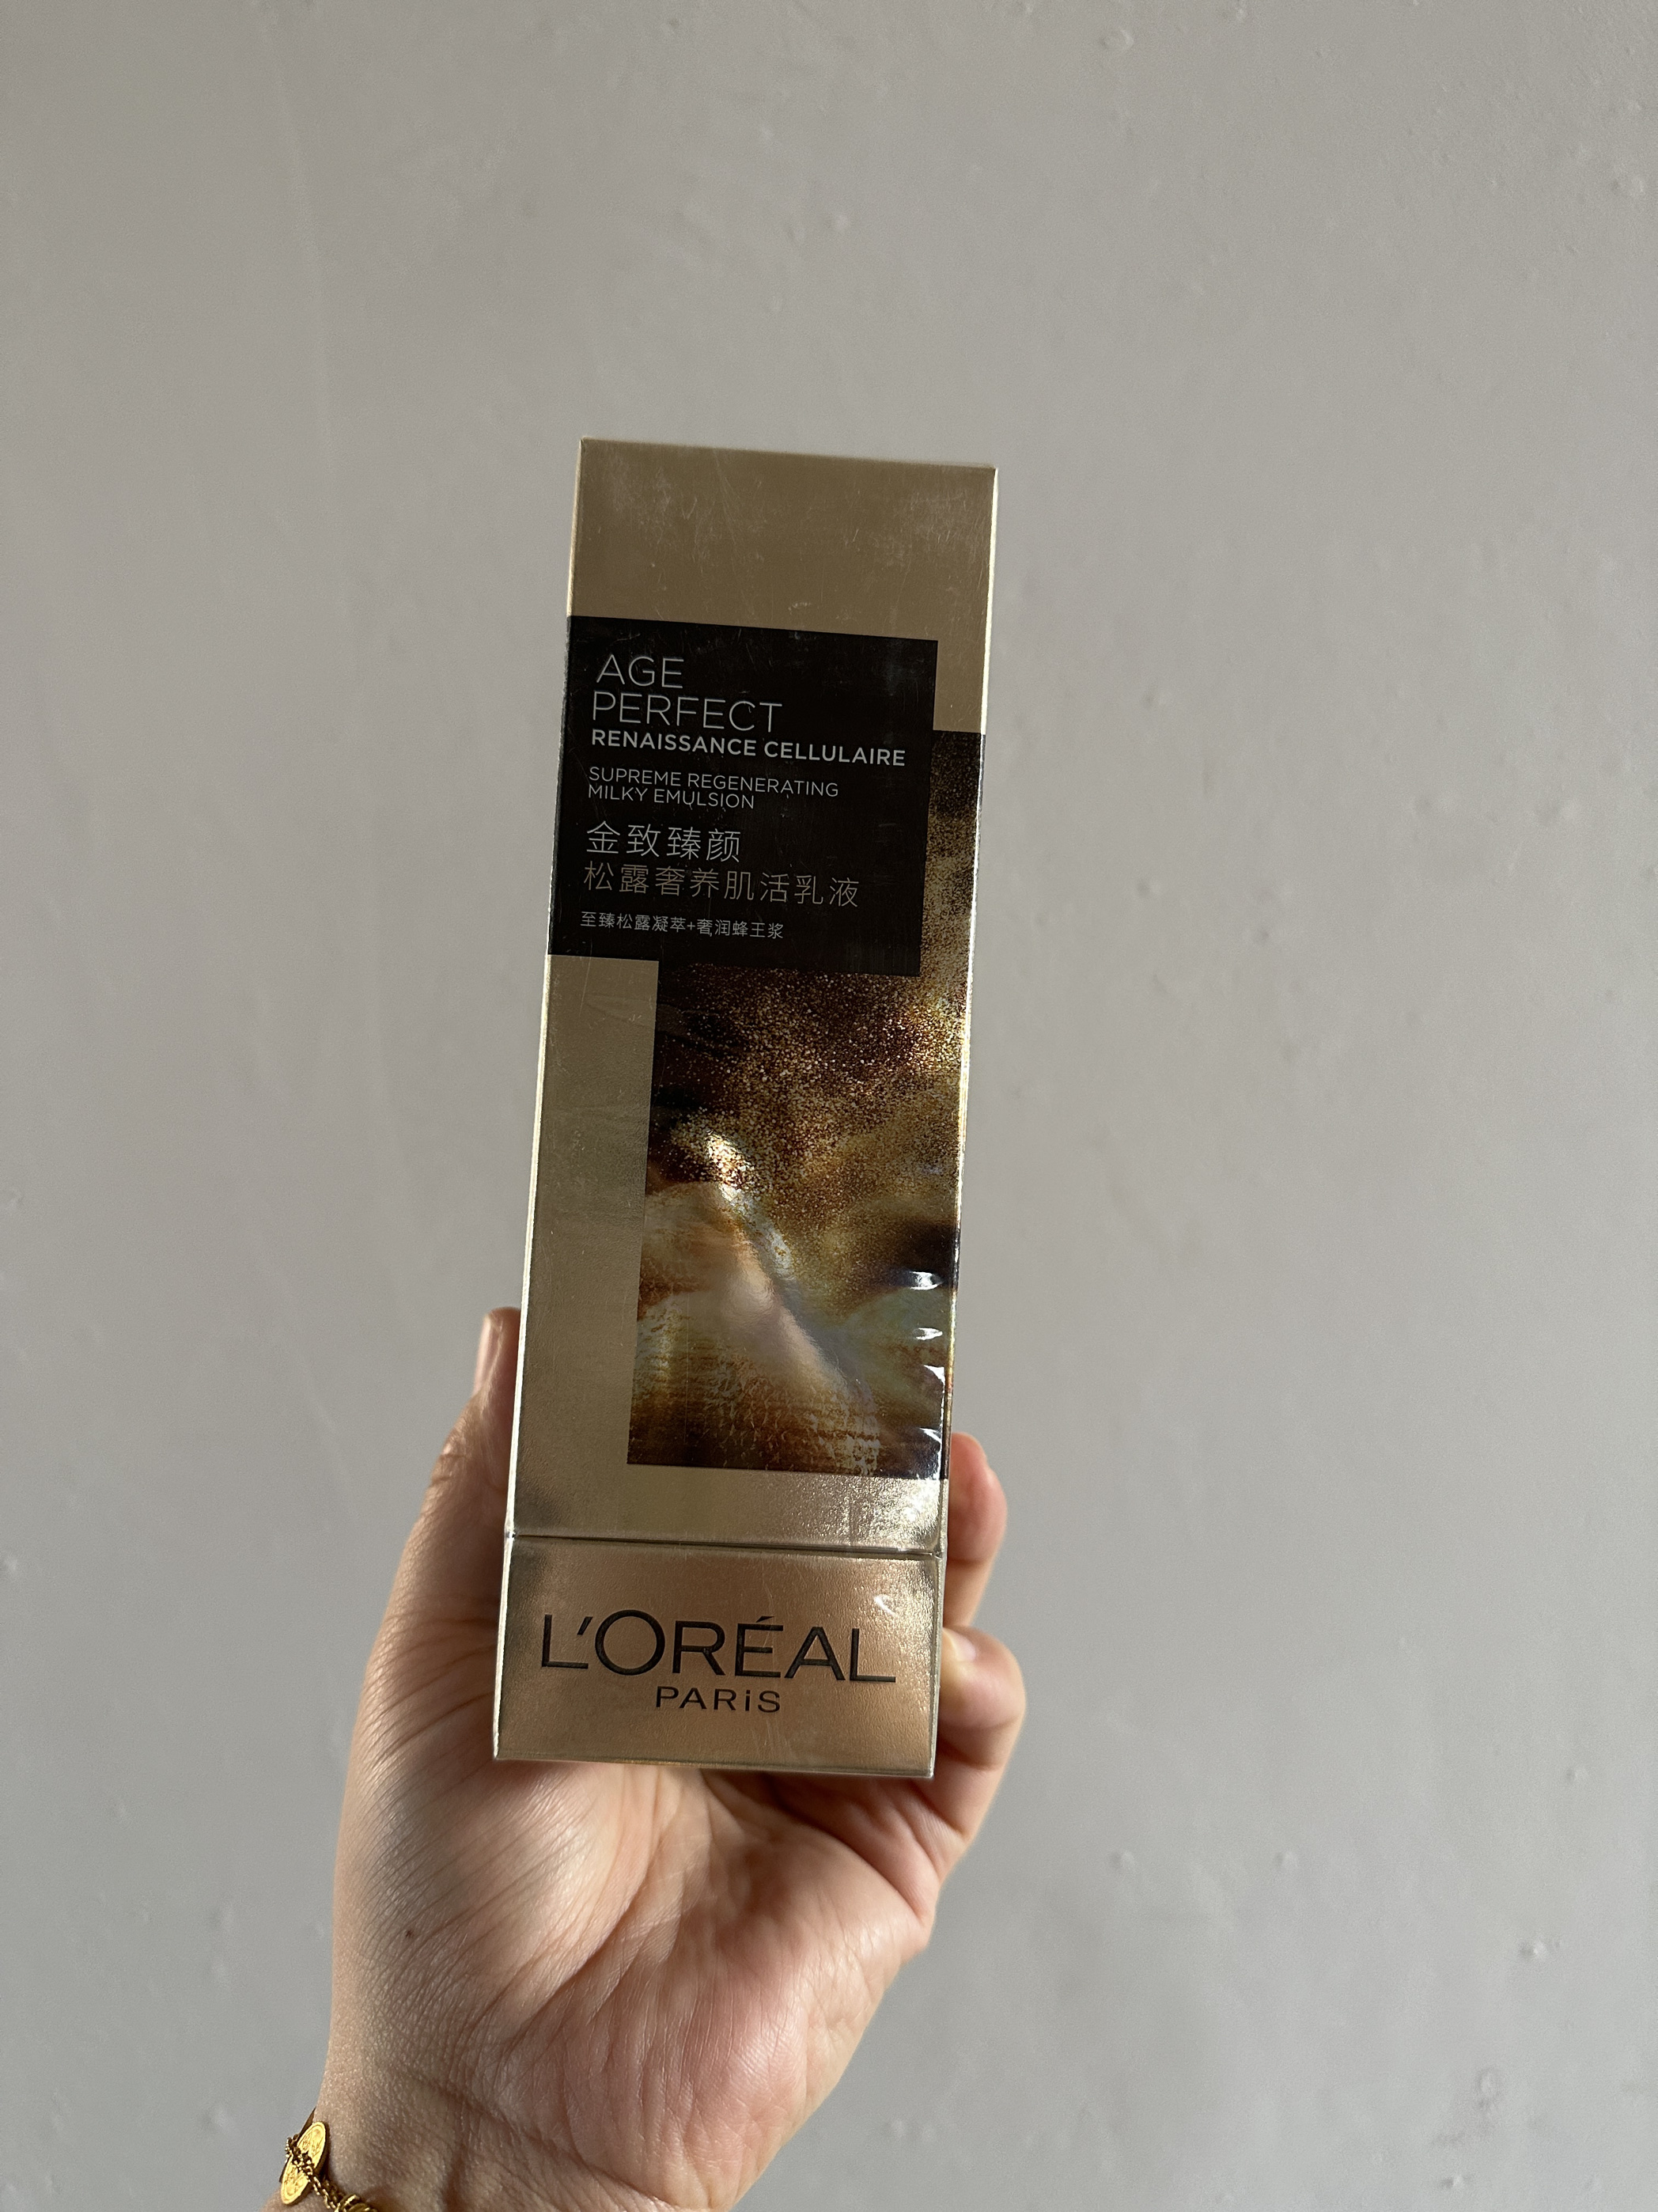 AGE
PERFECT
RENAISSANCE CELLULAIRE
SUPREME REGENERATING
MILKY EMULSION
金致臻颜
松露奢养肌活乳液
至臻松露凝萃+奢润蜂王浆
L'ORÉAL
PARiS